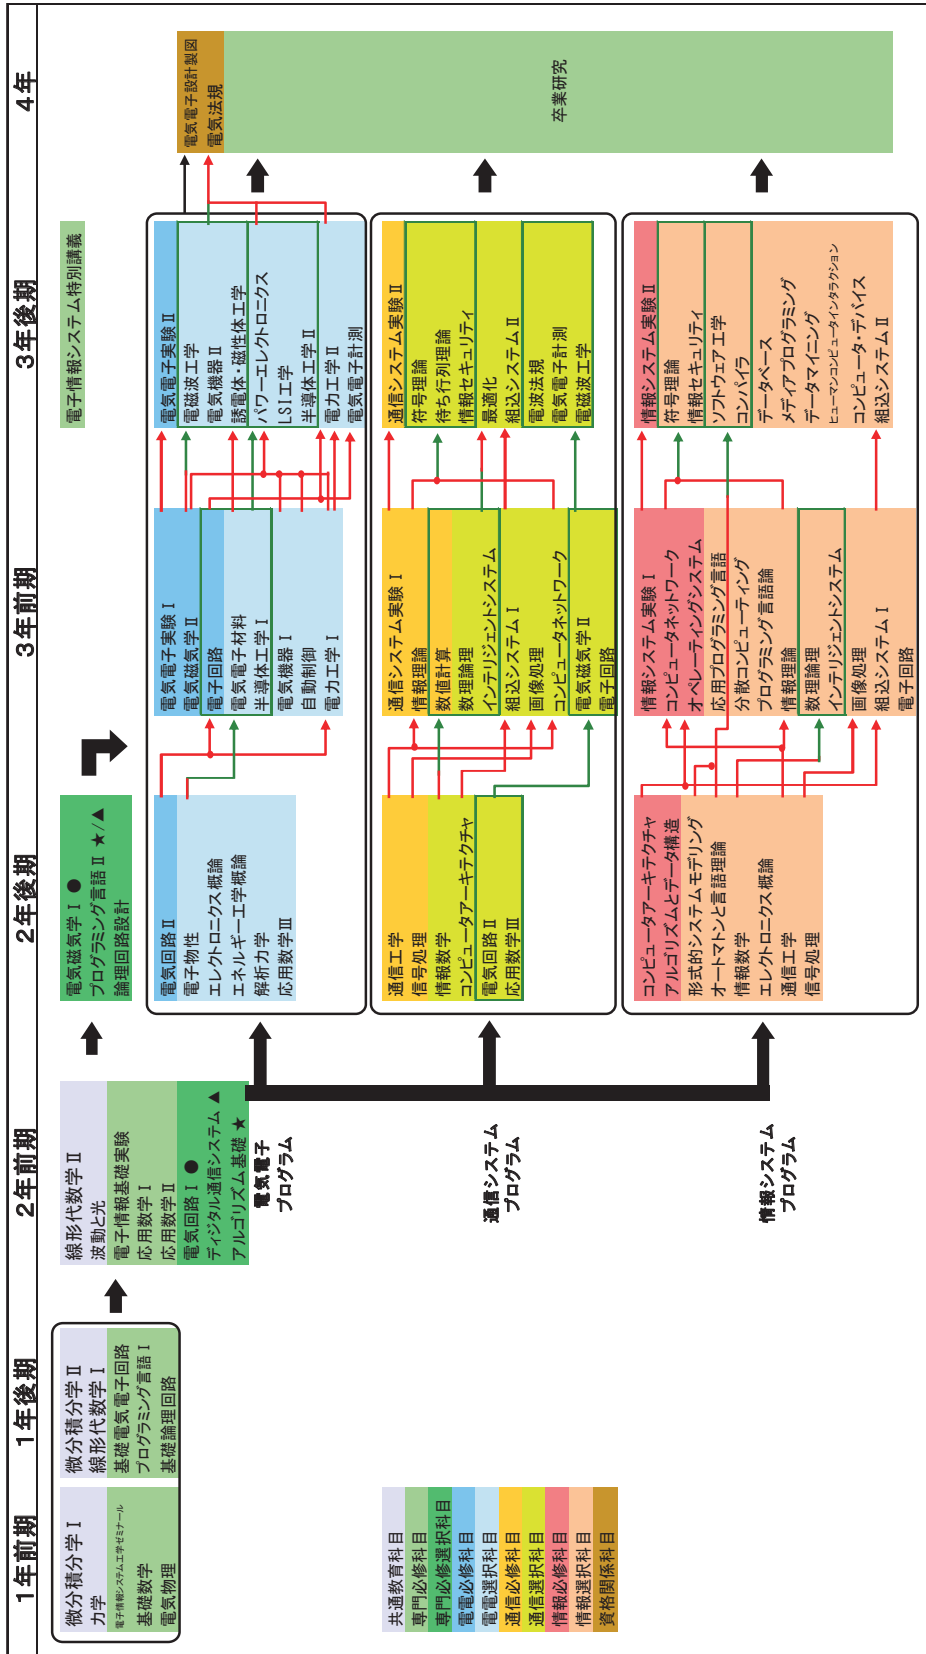 1年前期
1年後期
2年前期
2年後期
3年前期
3年後期
4年
微分積分学Ⅰ
力学
電子情報システム工学ゼミナール
基礎数学
電気物理
微分積分学Ⅱ
線形代数学Ⅰ
基礎電気電子回路
プログラミング言語Ⅰ
基礎論理回路
線形代数学Ⅱ
波動と光
電子情報基礎実験
応用数学Ⅰ
応用数学Ⅱ
電気回路Ⅰ ●
ディジタル通信システム ▲
アルゴリズム基礎 ★
電気磁気学Ⅰ ●
プログラミング言語Ⅱ ★/▲
論理回路設計
電子情報システム特別講義
電気電子
プログラム
電気回路Ⅱ
電子物性
エレクトロニクス概論
エネルギー工学概論
解析力学
応用数学Ⅲ
電気電子実験Ⅰ
電気磁気学Ⅱ
電子回路
電気電子材料
半導体工学Ⅰ
電気機器Ⅰ
自動制御
電力工学Ⅰ
電気電子実験Ⅱ
電磁波工学
電気機器Ⅱ
誘電体・磁性体工学
パワーエレクトロニクス
LSI工学
半導体工学Ⅱ
電力工学Ⅱ
電気電子計測
電気電子設計製図
電気法規
卒業研究
通信システム
プログラム
通信工学
信号処理
情報数学
コンピュータアーキテクチャ
電気回路Ⅱ
応用数学Ⅲ
通信システム実験Ⅰ
情報理論
数値計算
数理論理
インテリジェントシステム
組込システムⅠ
画像処理
コンピュータネットワーク
電気磁気学Ⅱ
電子回路
通信システム実験Ⅱ
符号理論
待ち行列理論
情報セキュリティ
最適化
組込システムⅡ
電波法規
電気電子計測
電磁波工学
情報システム
プログラム
コンピュータアーキテクチャ
アルゴリズムとデータ構造
形式的システムモデリング
オートマトンと言語理論
情報数学
エレクトロニクス概論
通信工学
信号処理
情報システム実験Ⅰ
コンピュータネットワーク
オペレーティングシステム
応用プログラミング言語
分散コンピューティング
プログラミング言語論
情報理論
数理論理
インテリジェントシステム
画像処理
組込システムⅠ
電子回路
情報システム実験Ⅱ
符号理論
情報セキュリティ
ソフトウェア工学
コンパイラ
データベース
メディアプログラミング
データマイニング
ヒューマンコンピュータインタラクション
コンピュータ・デバイス
組込システムⅡ
共通教育科目
専門必修科目
専門必修選択科目
電電必修科目
電電選択科目
通信必修科目
通信選択科目
情報必修科目
情報選択科目
資格関係科目